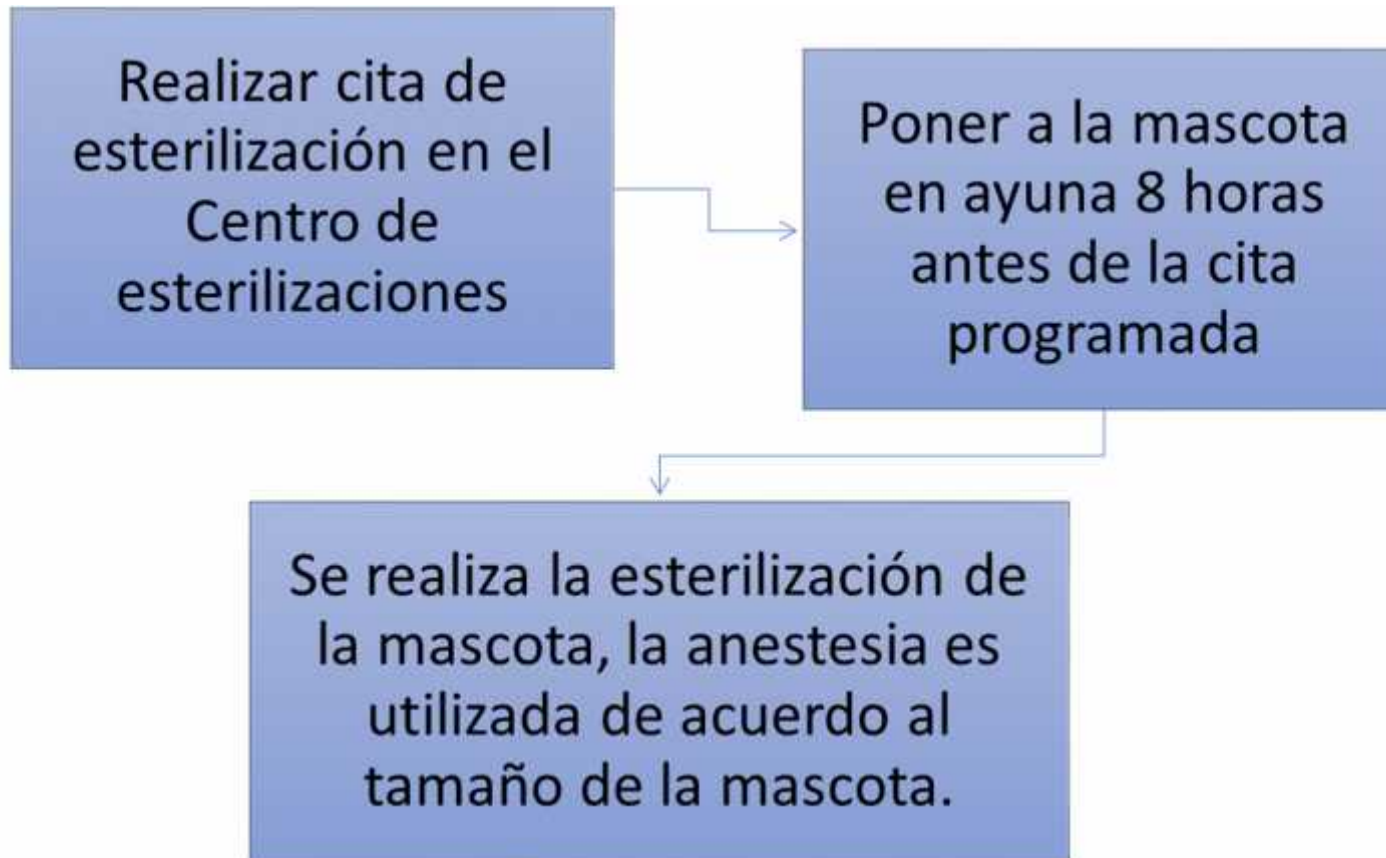 Realizar cita de
esterilización en el
Centro de
esterilizaciones
Poner a la mascota
en ayuna 8 horas
antes de la cita
programada
Se realiza la esterilización de
la mascota, la anestesia es
utilizada de acuerdo al
tamaño de la mascota.